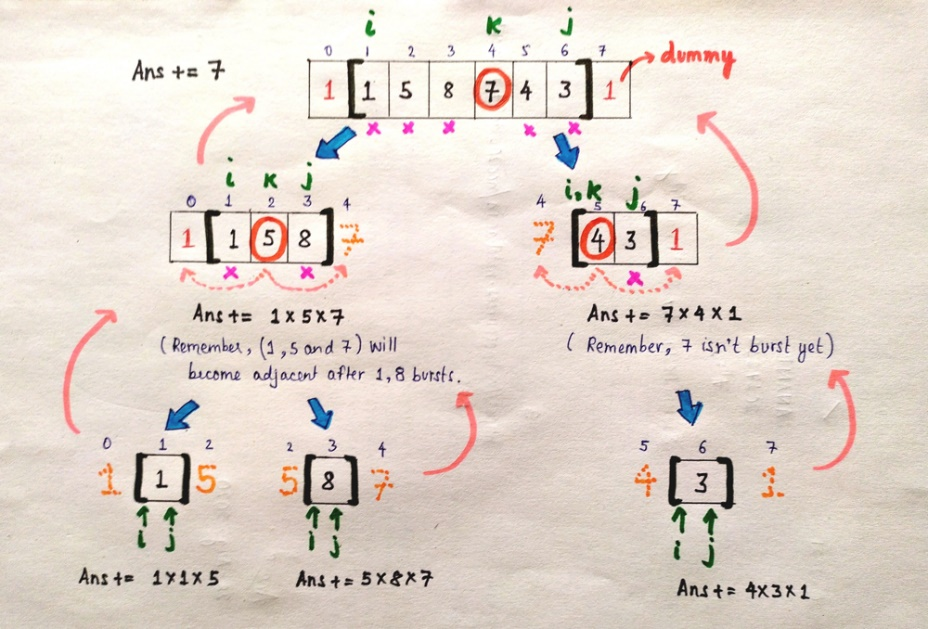 i k j
0 1 2 3 4 5 6 7
Ans += 7
1 [ 1 5 8 7 4 3 ] 1 → dummy
x x x x x
i k j
0 1 2 3 4
1 [ 1 5 8 ] 7
x x
Ans += 1 x 5 x 7
(Remember, (1, 5 and 7) will
become adjacent after 1, 8 bursts.
i, k j
4 5 6 7
7 [ 4 3 ] 1
x
Ans += 7 x 4 x 1
( Remember, 7 isn't burst yet)
0 1 2
1 [ 1 ] 5
i j
Ans += 1 x 1 x 5
2 3 4
5 [ 8 ] 7
i j
Ans += 5 x 8 x 7
5 6 7
4 [ 3 ] 1
i j
Ans += 4 x 3 x 1